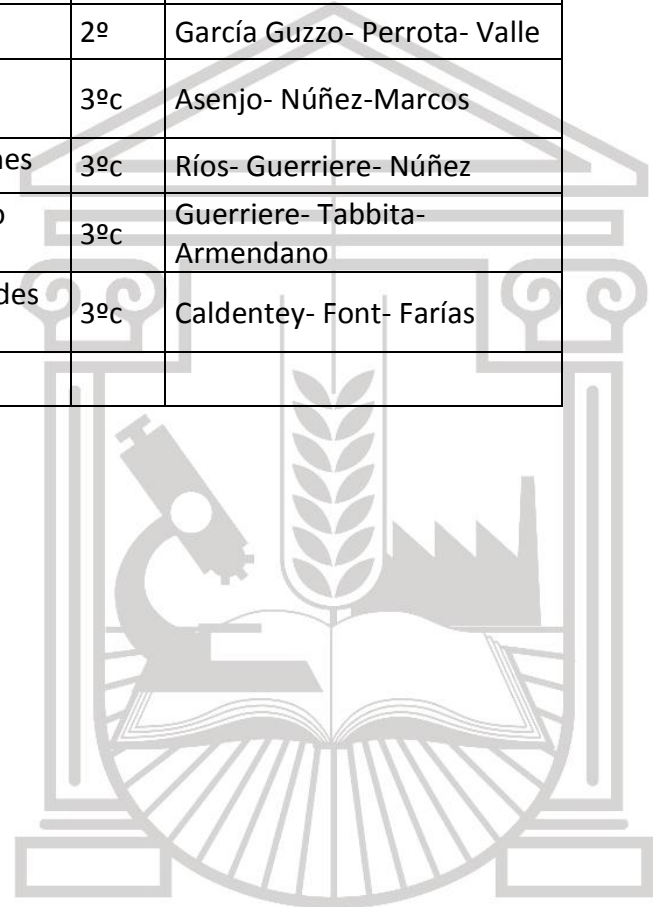 2º García Guzzo- Perrota- Valle
3ºc Asenjo- Núñez-Marcos
3ºc Ríos- Guerriere- Núñez
3ºc Guerriere- Tabbita-
Armendano
3ºc Caldentey- Font- Farías